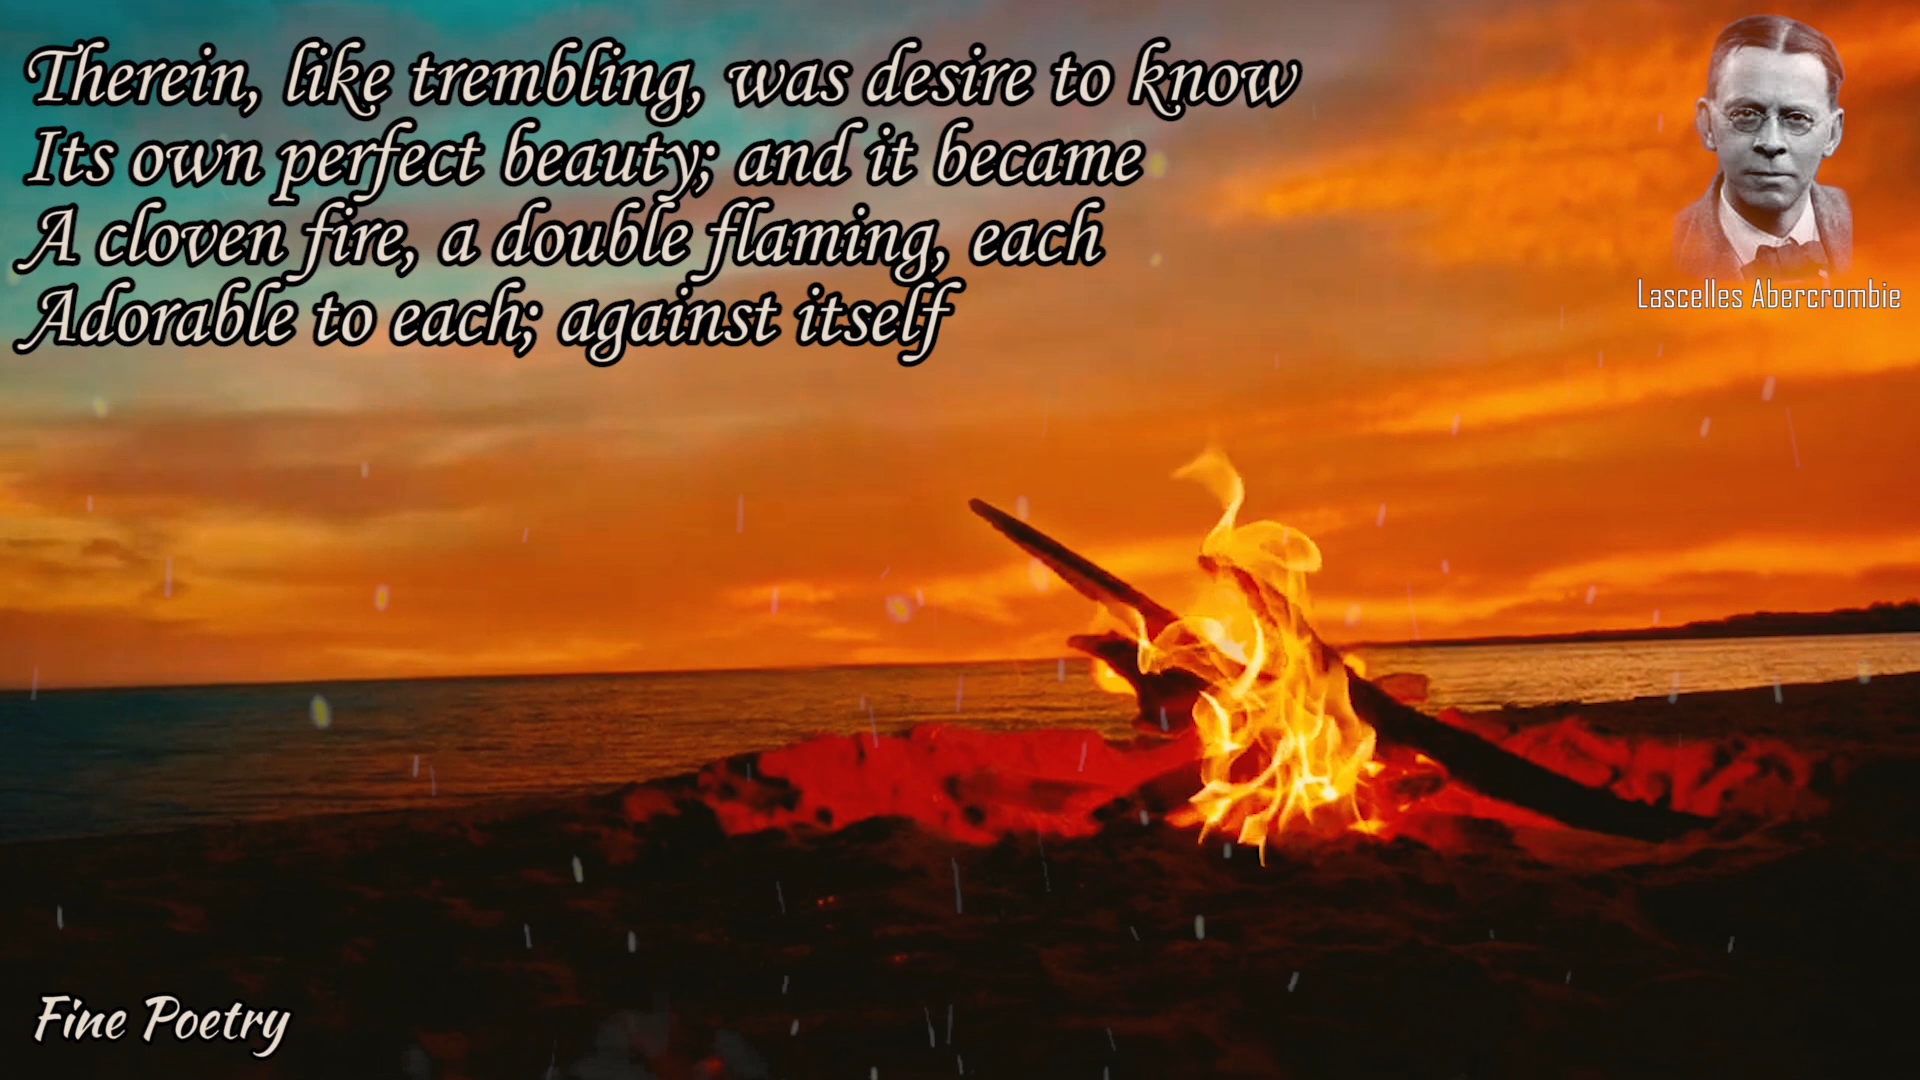 Therein, like trembling, was desire to know
Its own perfect beauty; and it became
A cloven fire, a double flaming, each
Adorable to each; against itself
Lascelles Abercrombie
Fine Poetry